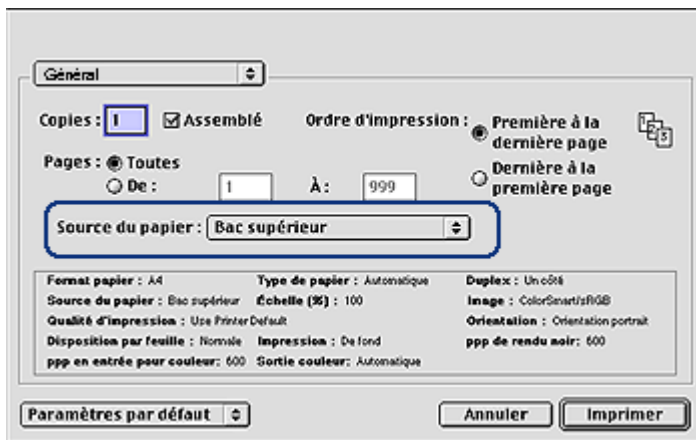 Général
Copies : 1 Assemblé Ordre d'impression : Première à la dernière page
Pages : Toutes
Dernière à la première page
De : 1 À : 999
Source du papier : Bac supérieur
Format papier : A4 Type de papier : Automatique Duplex : Un côté
Source du papier : Bac supérieur Échelle (%) : 100 Image : ColorSmart/sRGB
Qualité d'impression : Use Printer Default Orientation : Orientation portrait
Disposition par feuille : Normale Impression : De fond ppp de rendu noir: 600
ppp en entrée pour couleur: 600 Sortie couleur: Automatique
Paramètres par défaut Annuler Imprimer